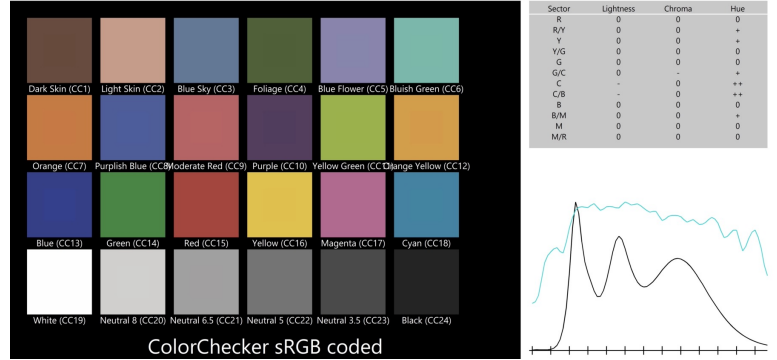 Dark Skin (CC1) Light Skin (CC2) Blue Sky (CC3) Foliage (CC4) Blue Flower (CC5) Bluish Green (CC6)
Orange (CC7) Purplish Blue (CC8) Moderate Red (CC9) Purple (CC10) Yellow Green (CC11) Orange Yellow (CC12)
Blue (CC13) Green (CC14) Red (CC15) Yellow (CC16) Magenta (CC17) Cyan (CC18)
White (CC19) Neutral 8 (CC20) Neutral 6.5 (CC21) Neutral 5 (CC22) Neutral 3.5 (CC23) Black (CC24)
ColorChecker sRGB coded
Sector Lightness Chroma Hue
R 0 0 0
R/Y 0 0 +
Y 0 0 +
Y/G 0 0 0
G 0 0 0
G/C 0 - +
C - 0 ++
C/B - 0 ++
B 0 0 0
B/M 0 0 +
M 0 0 0
M/R 0 0 0